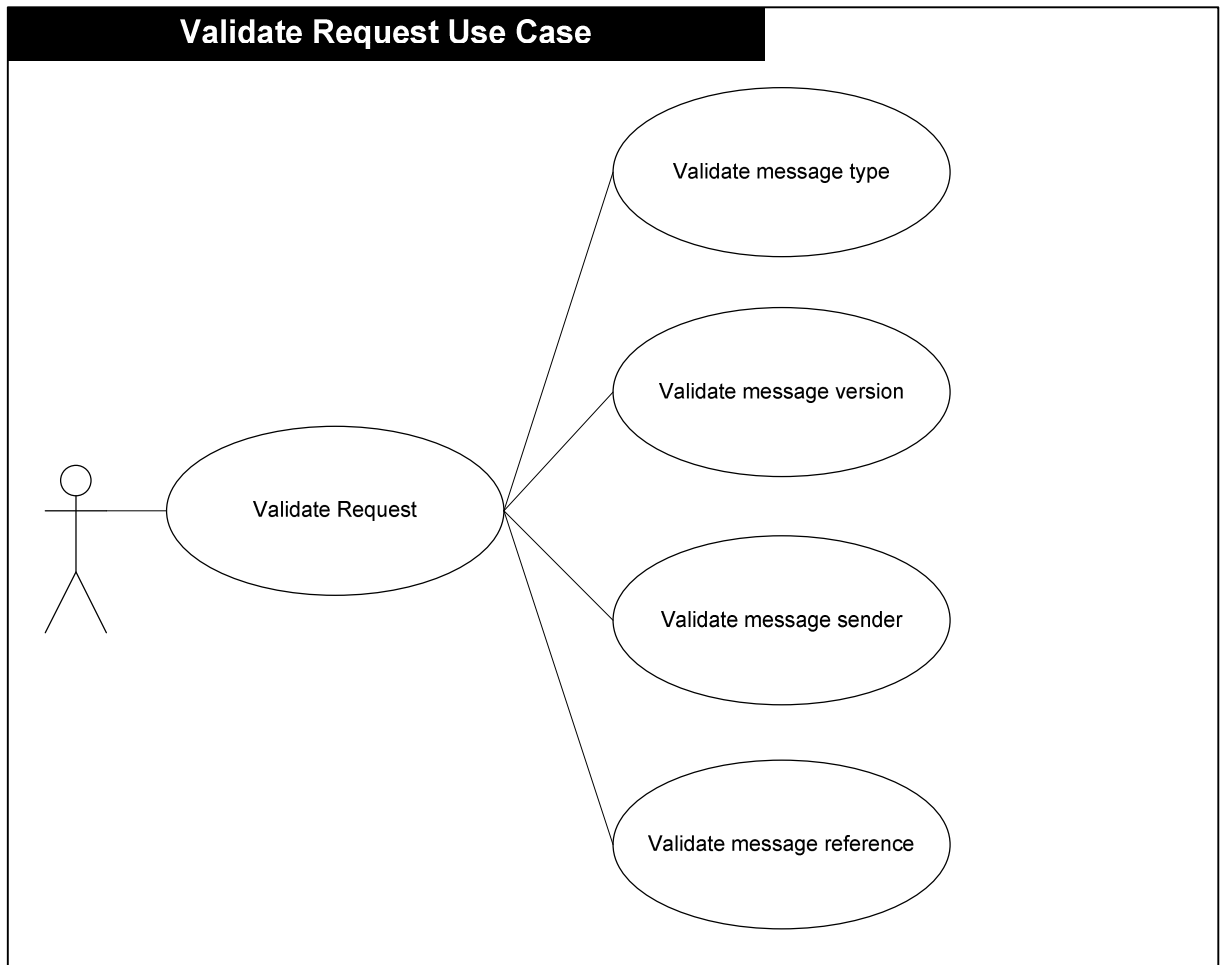 Validate Request Use Case
Validate message type
Validate message version
Validate Request
Validate message sender
Validate message reference